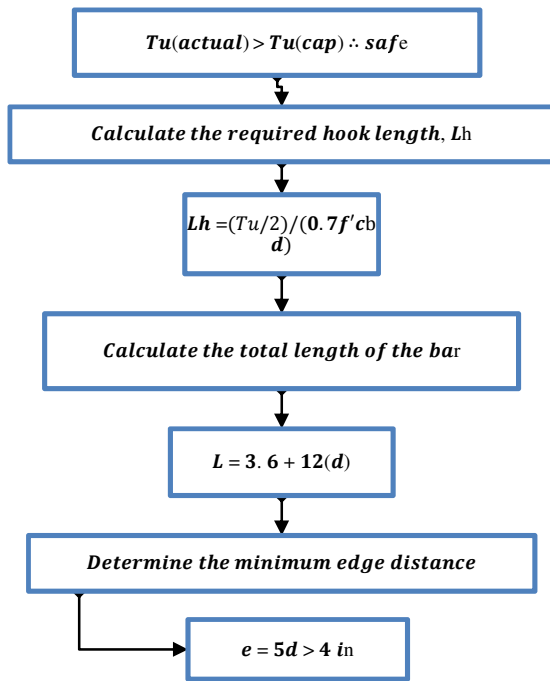 Tu(actual) > Tu(cap) ∴ safe
Calculate the required hook length, Lh
Lh =(Tu/2)/(0.7f'cb
d)
Calculate the total length of the bar
L = 3. 6 + 12(d)
Determine the minimum edge distance
e = 5d > 4 in